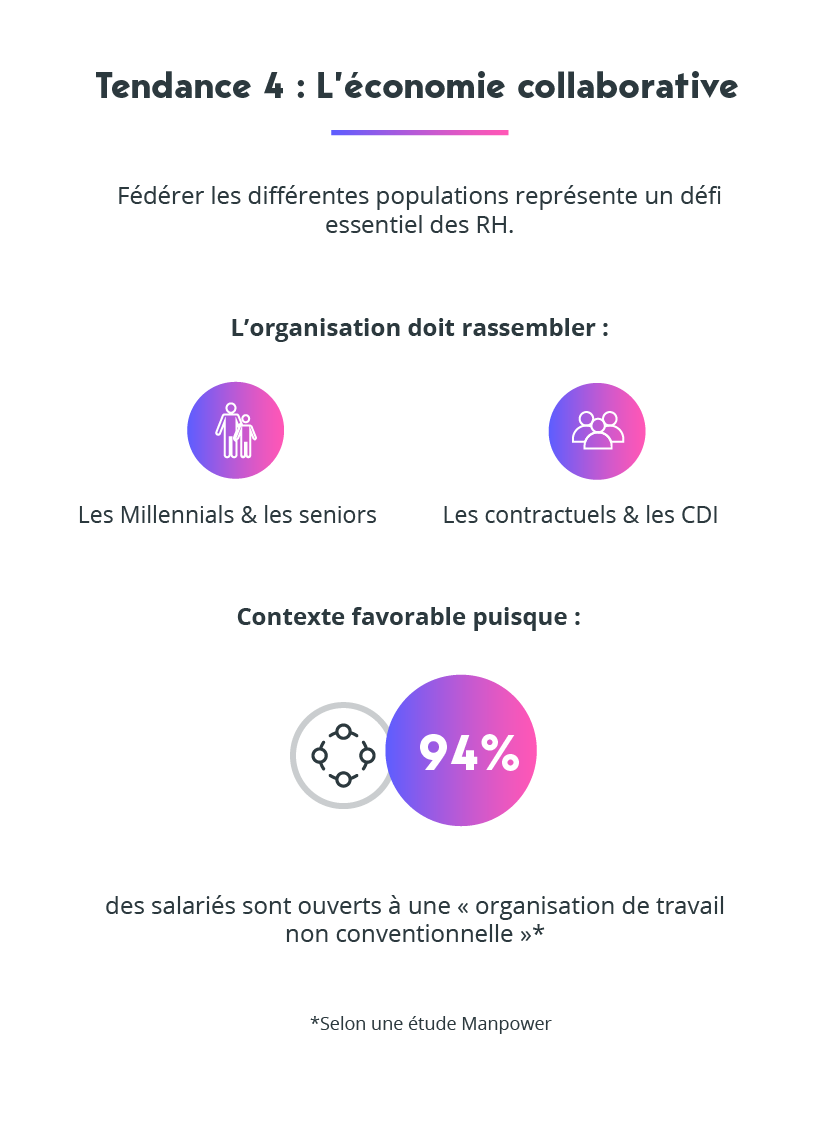 Tendance 4 : L'économie collaborative
Fédérer les différentes populations représente un défi
essentiel des RH.
L’organisation doit rassembler :
Les Millennials & les seniors
Les contractuels & les CDI
Contexte favorable puisque :
94%
des salariés sont ouverts à une « organisation de travail
non conventionnelle »*
*Selon une étude Manpower